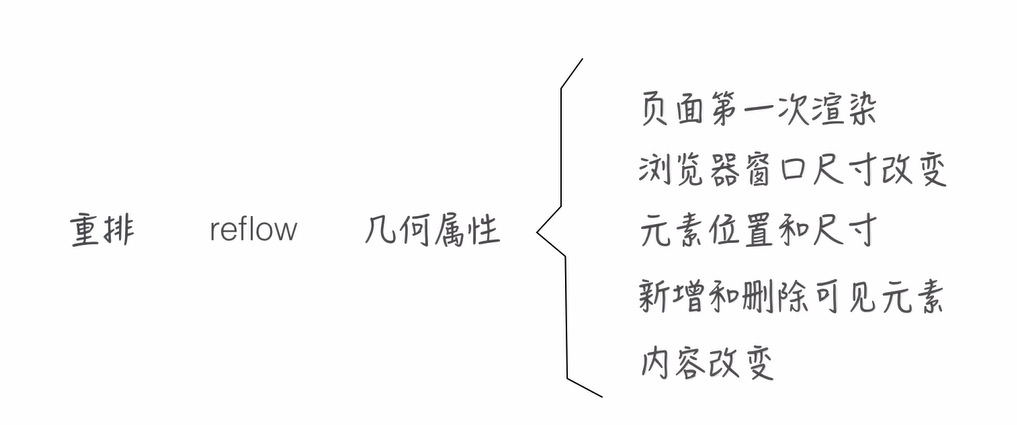 重排 reflow 几何属性
页面第一次渲染
浏览器窗口尺寸改变
元素位置和尺寸
新增和删除可见元素
内容改变